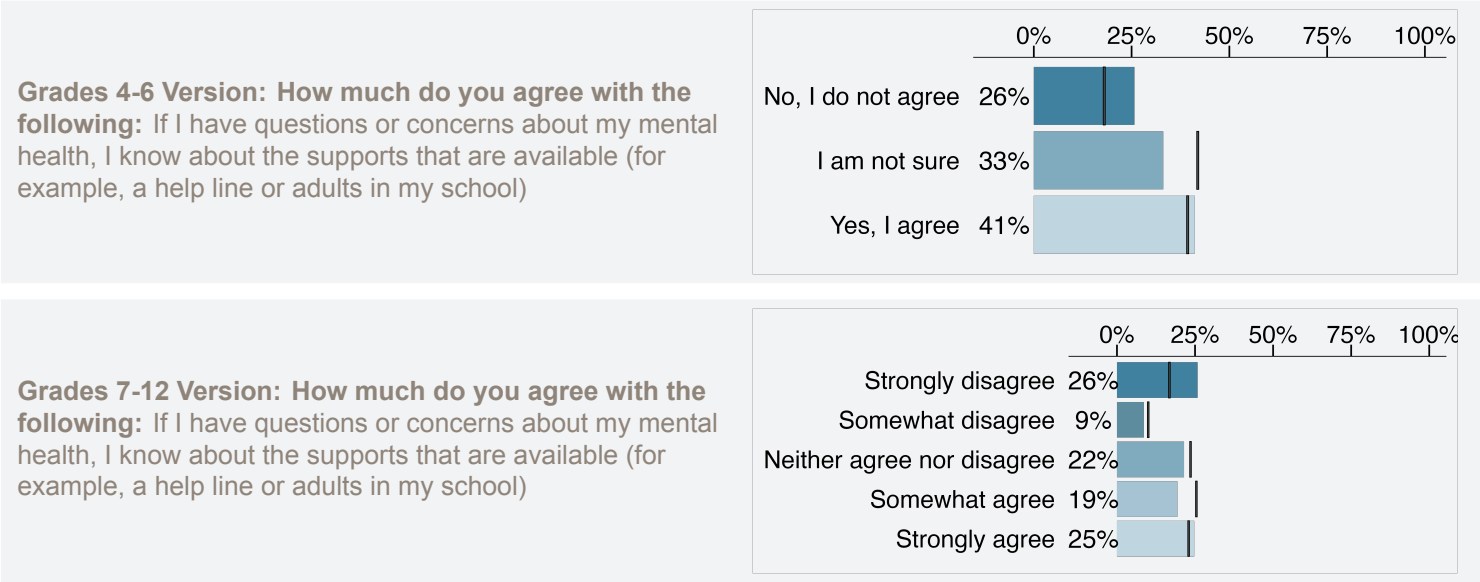 Grades 4-6 Version: How much do you agree with the
following: If I have questions or concerns about my mental
health, I know about the supports that are available (for
example, a help line or adults in my school)
0% 25% 50% 75% 100%
No, I do not agree 26%
I am not sure 33%
Yes, I agree 41%
Grades 7-12 Version: How much do you agree with the
following: If I have questions or concerns about my mental
health, I know about the supports that are available (for
example, a help line or adults in my school)
0% 25% 50% 75% 100%
Strongly disagree 26%
Somewhat disagree 9%
Neither agree nor disagree 22%
Somewhat agree 19%
Strongly agree 25%